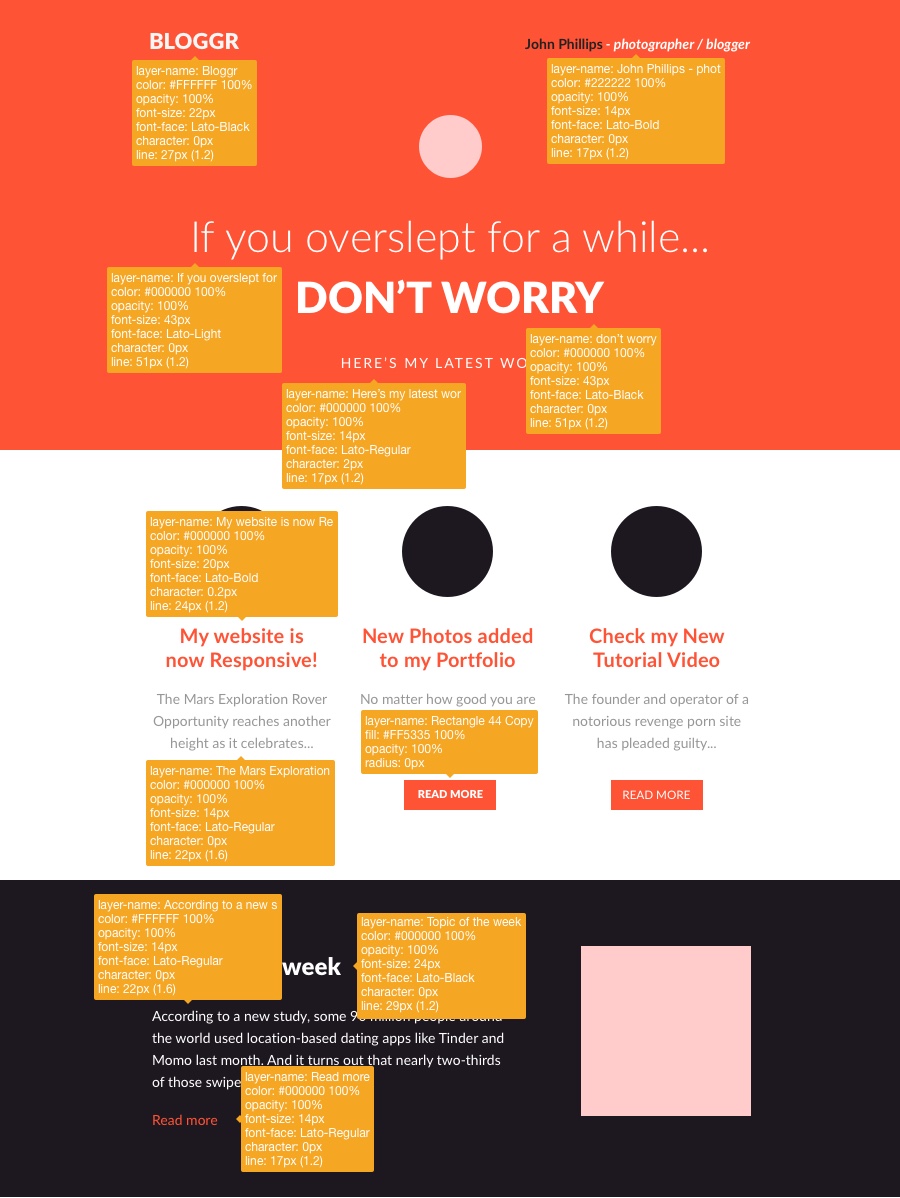 BLOGGR
John Phillips - photographer / blogger
layer-name: Bloggr
color: #FFFFFF 100%
opacity: 100%
font-size: 22px
font-face: Lato-Black
character: 0px
line: 27px (1.2)
layer-name: John Phillips - phot
color: #222222 100%
opacity: 100%
font-size: 14px
font-face: Lato-Bold
character: 0px
line: 17px (1.2)
If you overslept for a while...
DON’T WORRY
layer-name: If you overslept for
color: #000000 100%
opacity: 100%
font-size: 43px
font-face: Lato-Light
character: 0px
line: 51px (1.2)
HERE’S MY LATEST WO
layer-name: don’t worry
color: #000000 100%
opacity: 100%
font-size: 43px
font-face: Lato-Black
character: 0px
line: 51px (1.2)
layer-name: Here’s my latest wor
color: #000000 100%
opacity: 100%
font-size: 14px
font-face: Lato-Regular
character: 2px
line: 17px (1.2)
layer-name: My website is now Re
color: #000000 100%
opacity: 100%
font-size: 20px
font-face: Lato-Bold
character: 0.2px
line: 24px (1.2)
My website is
now Responsive!
The Mars Exploration Rover
Opportunity reaches another
height as it celebrates...
layer-name: The Mars Exploration
color: #000000 100%
opacity: 100%
font-size: 14px
font-face: Lato-Regular
character: 0px
line: 22px (1.6)
New Photos added
to my Portfolio
No matter how good you are
layer-name: Rectangle 44 Copy
fill: #FF5335 100%
opacity: 100%
radius: 0px
READ MORE
Check my New
Tutorial Video
The founder and operator of a
notorious revenge porn site
has pleaded guilty...
READ MORE
layer-name: According to a new s
color: #FFFFFF 100%
opacity: 100%
font-size: 14px
font-face: Lato-Regular
character: 0px
line: 22px (1.6)
week
layer-name: Topic of the week
color: #000000 100%
opacity: 100%
font-size: 24px
font-face: Lato-Black
character: 0px
line: 29px (1.2)
According to a new study, some 90 million people around
the world used location-based dating apps like Tinder and
Momo last month. And it turns out that nearly two-thirds
of those swipe
Read more
layer-name: Read more
color: #000000 100%
opacity: 100%
font-size: 14px
font-face: Lato-Regular
character: 0px
line: 17px (1.2)